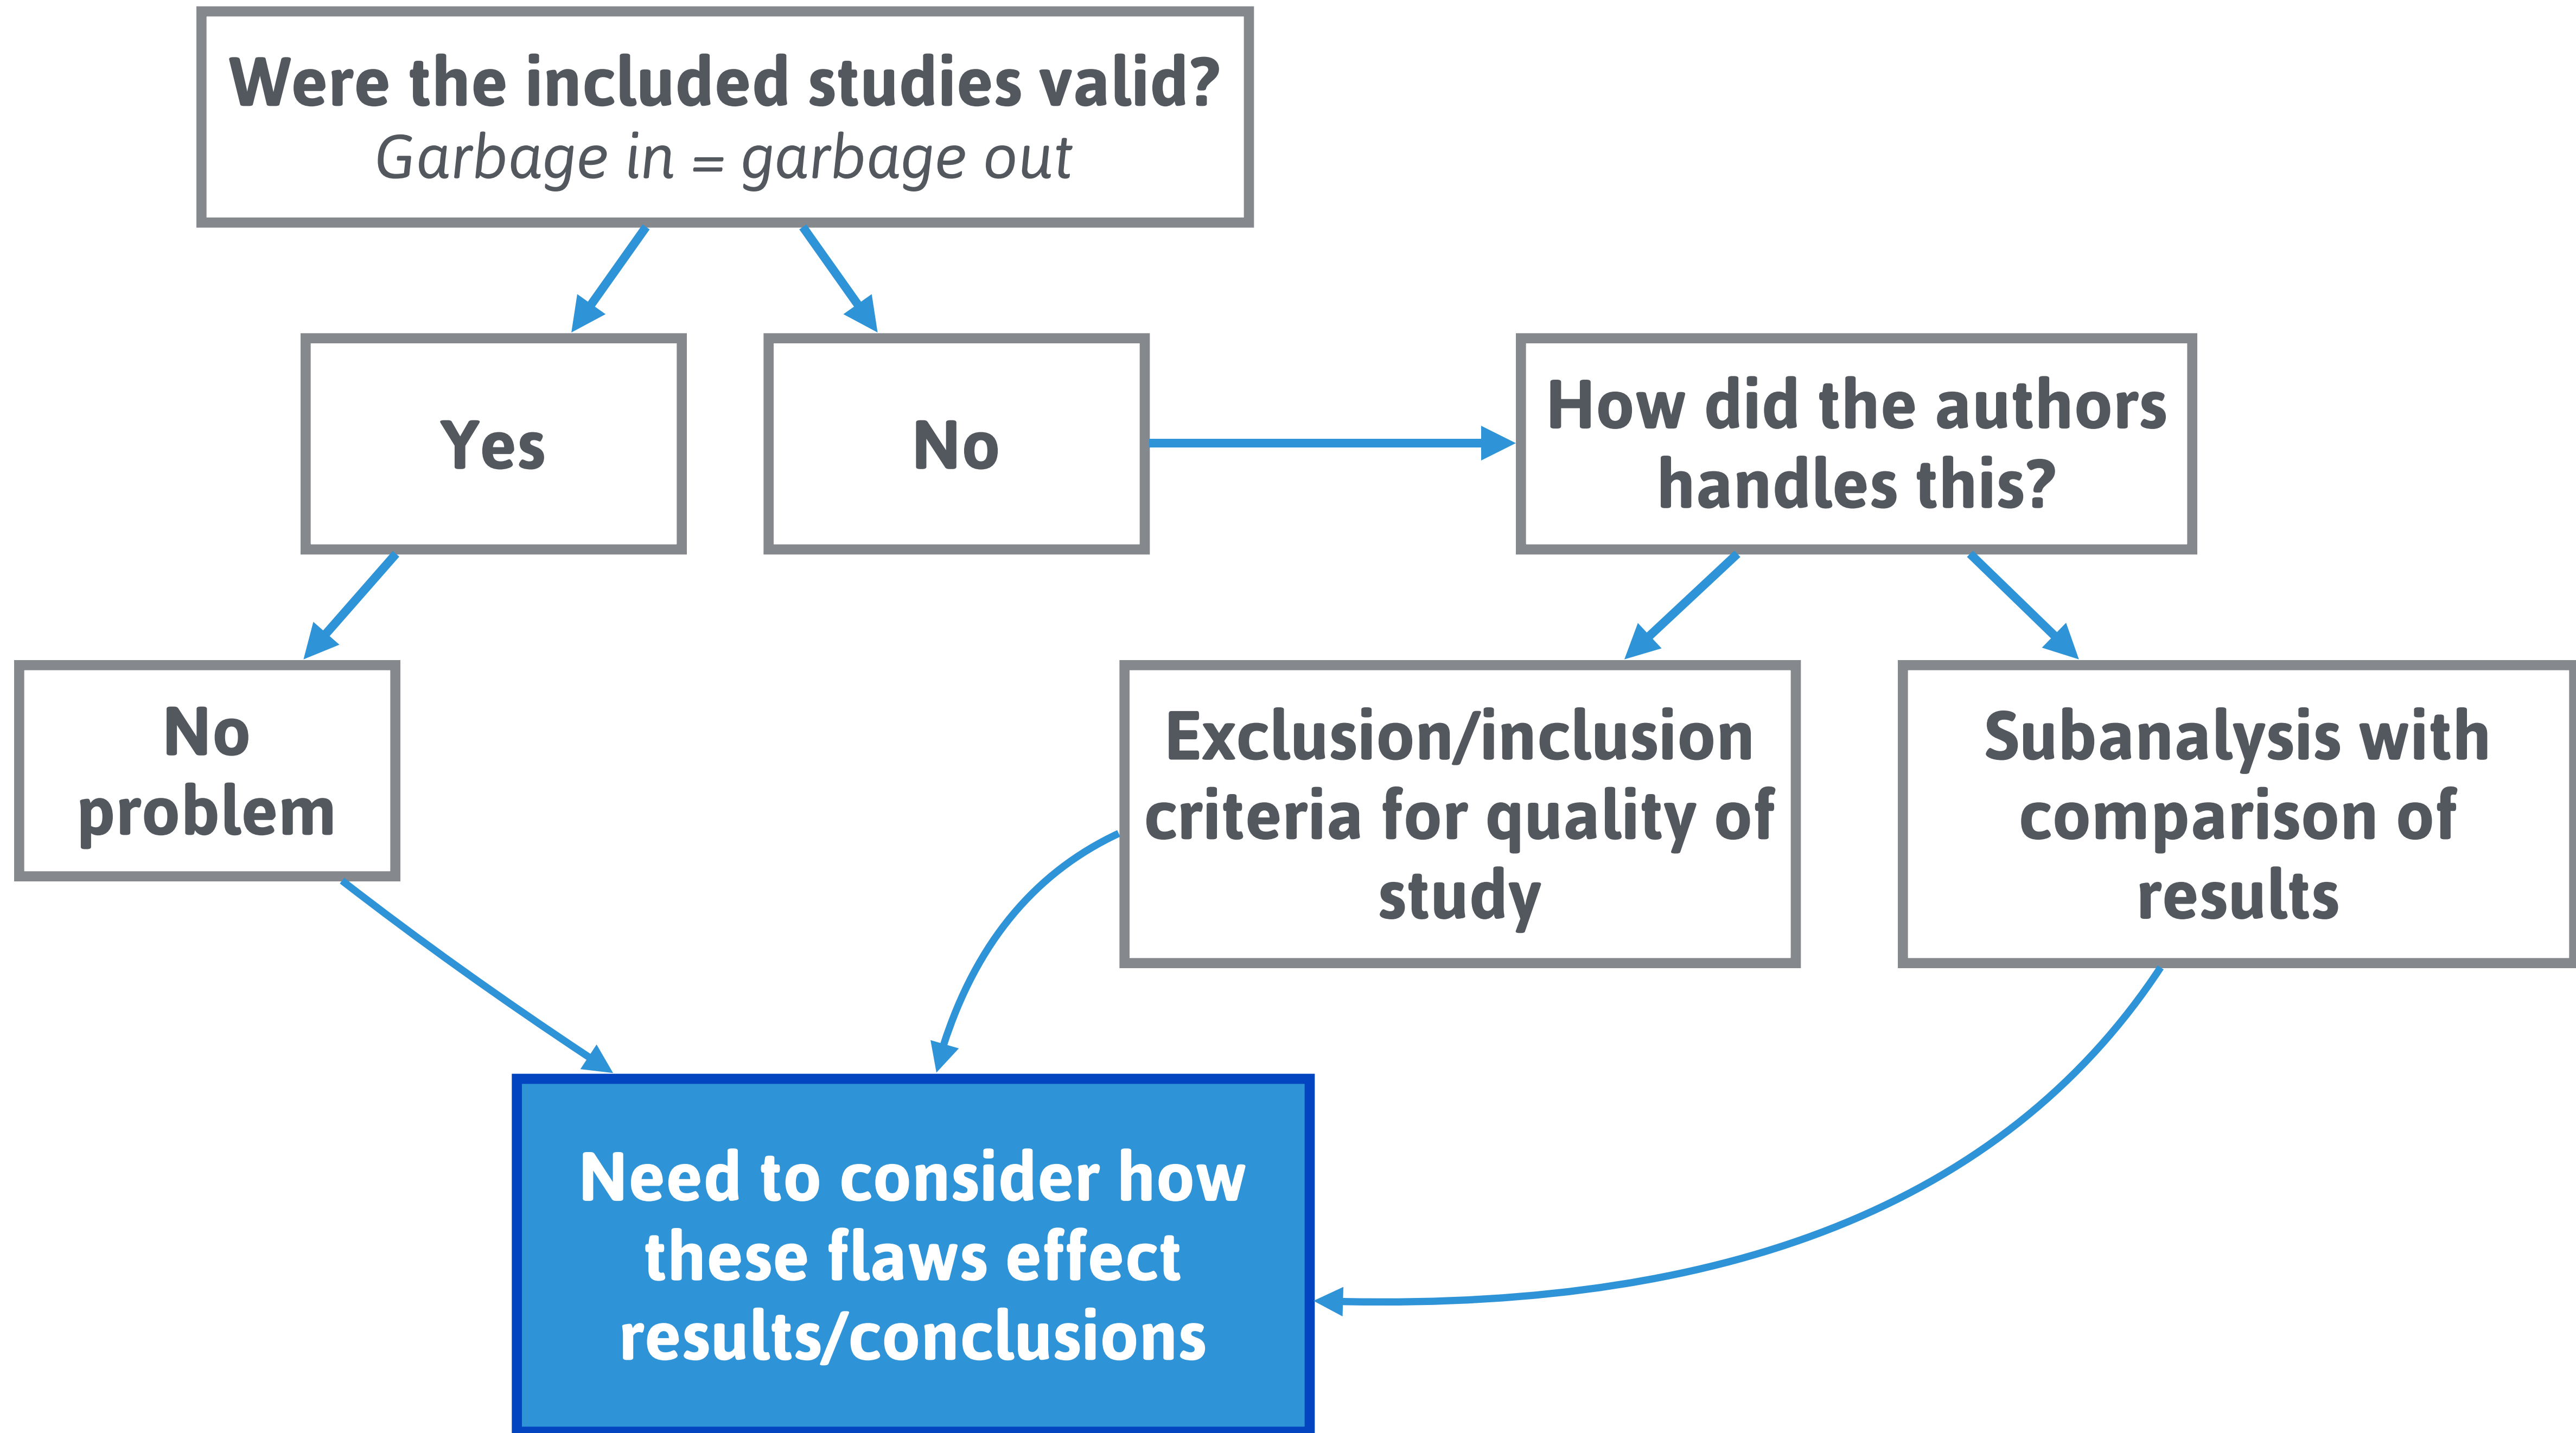 Were the included studies valid?
Garbage in = garbage out
Yes
No
How did the authors
handles this?
No
problem
Exclusion/inclusion
criteria for quality of
study
Subanalysis with
comparison of
results
Need to consider how
these flaws effect
results/conclusions